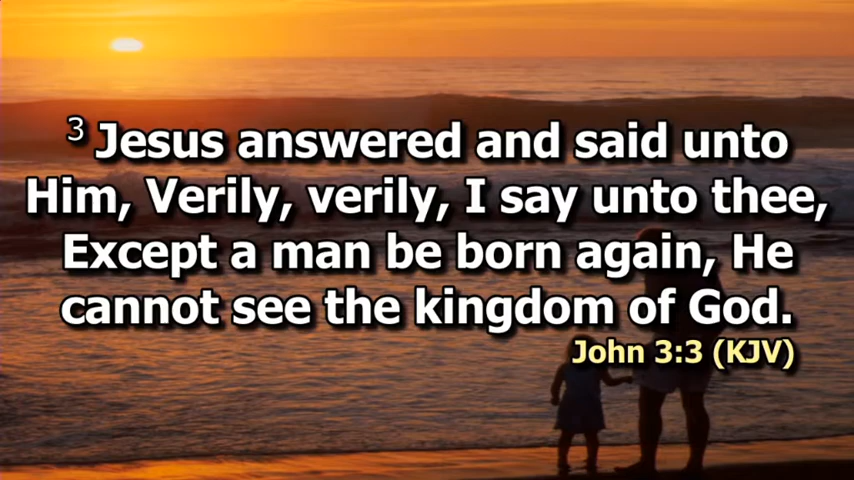 3 Jesus answered and said unto
Him, Verily, verily, I say unto thee,
Except a man be born again, He
cannot see the kingdom of God.
John 3:3 (KJV)